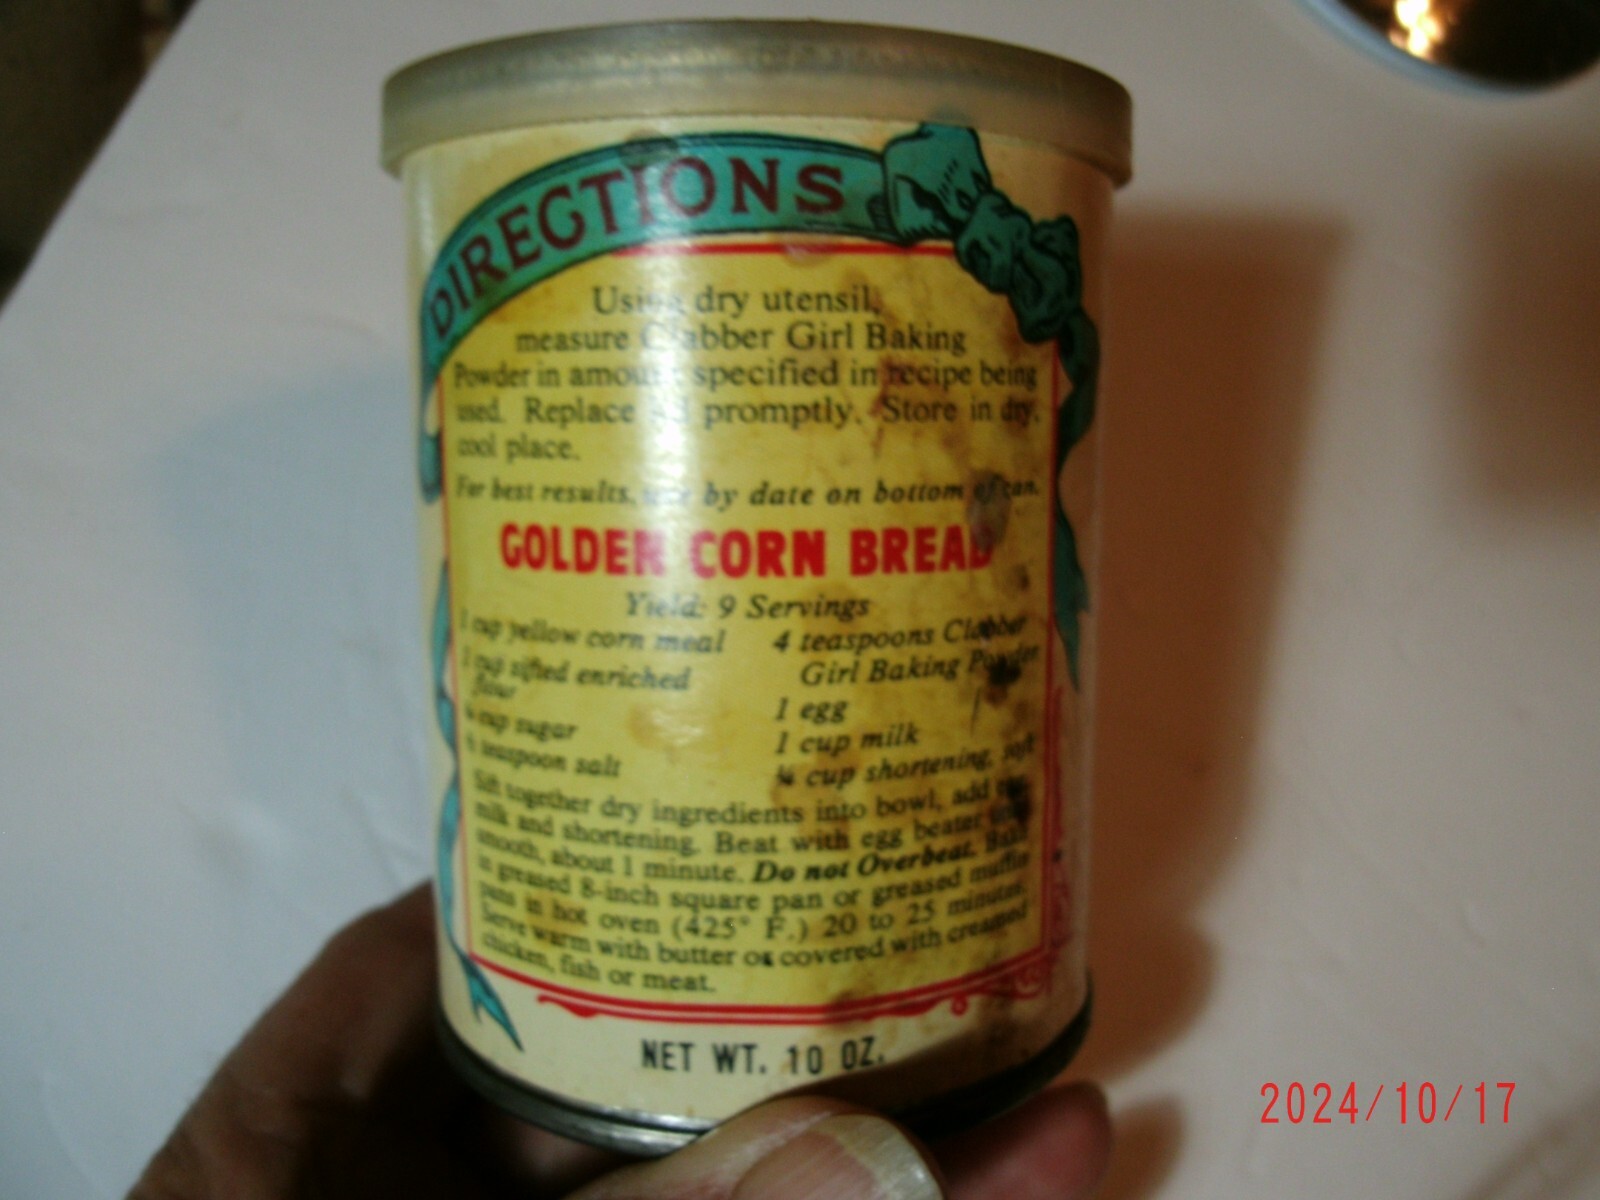 DIRECTIONS
Using dry utensil,
measure Clabber Girl Baking
Powder in amount specified in recipe being
used. Replace lid promptly. Store in dry,
cool place.
For best results, use by date on bottom of can.
GOLDEN CORN BREAD
Yield: 9 Servings
1 cup yellow corn meal
1 cup sifted enriched
flour
cup sugar
teaspoon salt
4 teaspoons Clabber
Girl Baking Powder
1 egg
1 cup milk
¼ cup shortening, soft
Sift together dry ingredients into bowl, add egg,
milk and shortening. Beat with egg beater until
smooth, about 1 minute. Do not Overbeat. Bake
in greased 8-inch square pan or greased muffin
pans in hot oven (425° F.) 20 to 25 minutes.
Serve warm with butter or covered with creamed
chicken, fish or meat.
NET WT. 10 OZ.
2024/10/17